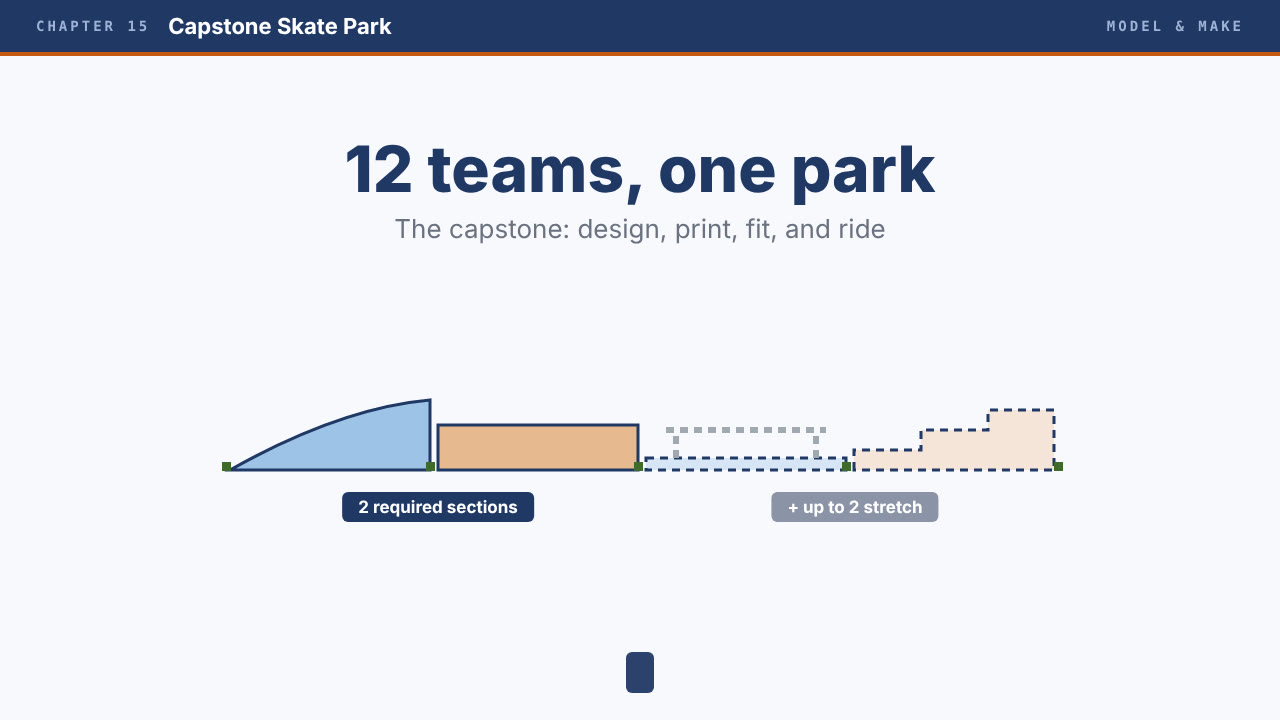 CHAPTER 15 Capstone Skate Park MODEL & MAKE
12 teams, one park
The capstone: design, print, fit, and ride
2 required sections + up to 2 stretch